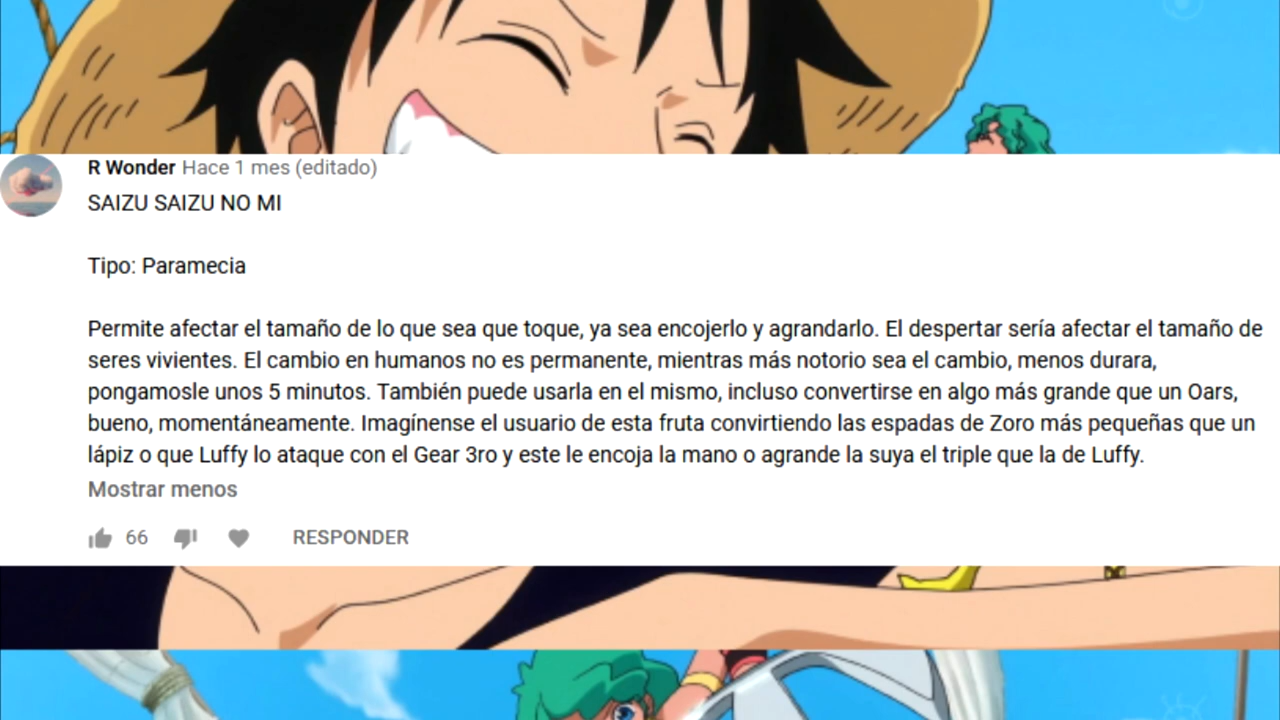 R Wonder Hace 1 mes (editado)
SAIZU SAIZU NO MI
Tipo: Paramecia
Permite afectar el tamaño de lo que sea que toque, ya sea encojerlo y agrandarlo. El despertar sería afectar el tamaño de
seres vivientes. El cambio en humanos no es permanente, mientras más notorio sea el cambio, menos durara,
pongamosle unos 5 minutos. También puede usarla en el mismo, incluso convertirse en algo más grande que un Oars,
bueno, momentáneamente. Imagínense el usuario de esta fruta convirtiendo las espadas de Zoro más pequeñas que un
lápiz o que Luffy lo ataque con el Gear 3ro y este le encoja la mano o agrande la suya el triple que la de Luffy.
Mostrar menos
66 RESPONDER